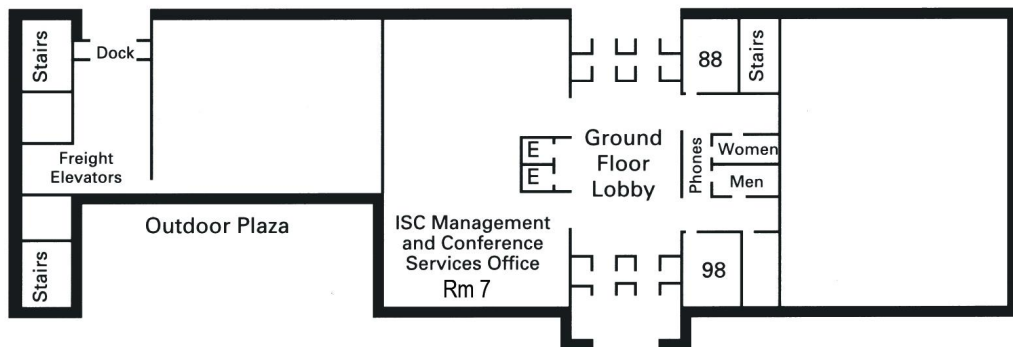 Stairs
Dock
88
Stairs
Ground
Floor
Lobby
E
E
Phones
Women
Men
Freight
Elevators
Outdoor Plaza
ISC Management
and Conference
Services Office
Rm 7
Stairs
98